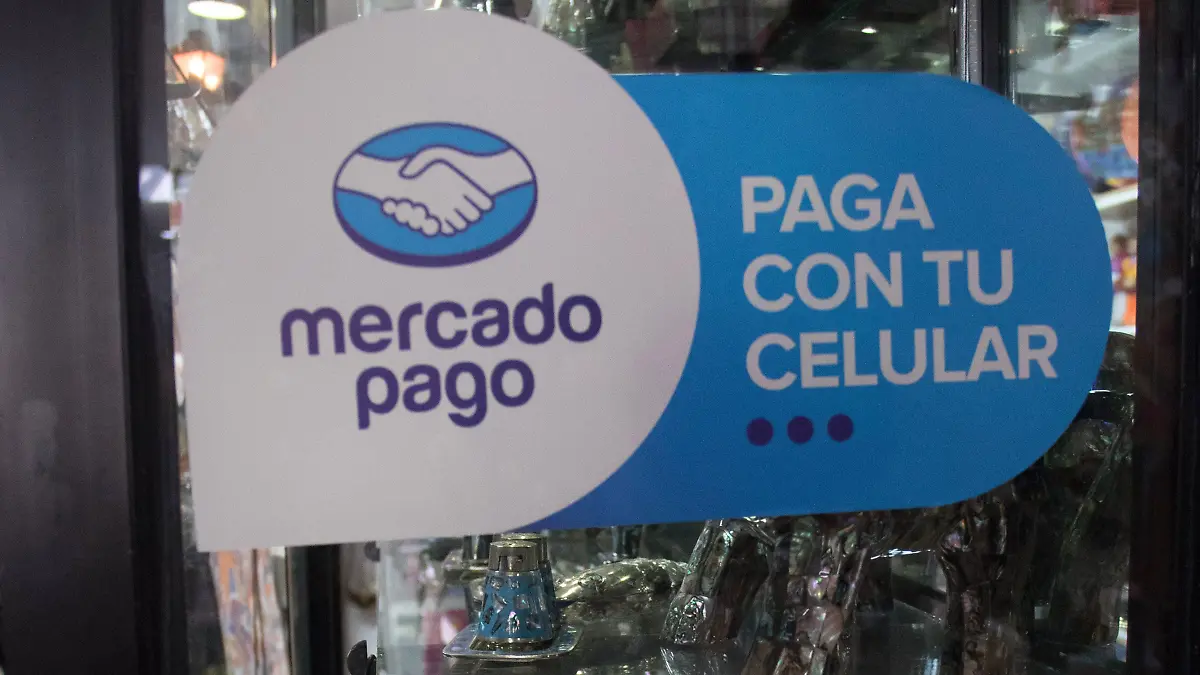 mercado
pago
PAGA
CON TU
CELULAR